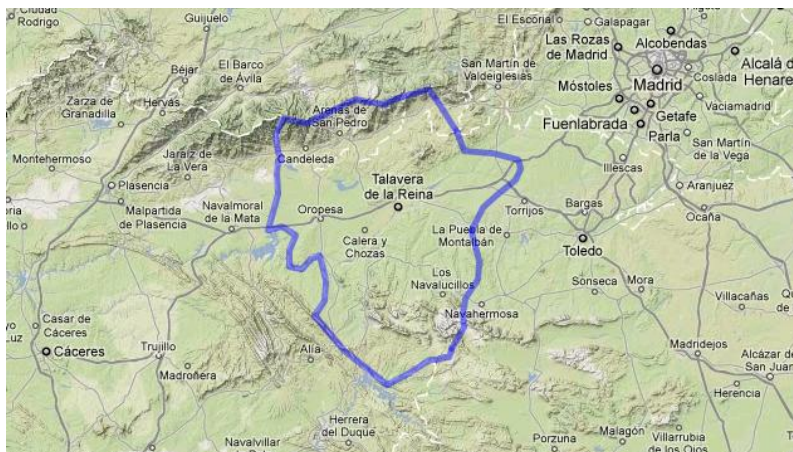 Ciudad
Rodrigo
Guijuelo
El Escorial
Galapagar
Las Rozas
de Madrid
Alcobendas
Alcalá d
Henare
Béjar
El Barco
de Ávila
San Martín de
Valdeiglesias
Madrid
Coslada
Móstoles
Vaciamadrid
Zarza de
Granadilla
Hervás
Arenas de
San Pedro
Getafe
Fuenlabrada
Parla
San Martín
de la Vega
Montehermoso
Jaraíz de
La Vera
Candeleda
Illescas
Plasencia
Talavera
de la Reina
Aranjuez
Malpartida
de Plasencia
Navalmoral
de la Mata
Oropesa
Torrijos
Bargas
Ocaña
Calera y
Chozas
La Puebla de
Montalbán
Toledo
Los
Navalucillos
Sonseca
Mora
Villacañas
Casar de
Cáceres
Navahermosa
Cáceres
Trujillo
Alía
Madridejos
Madroñera
Alcázar de
San Juan
Herencia
Herrera
del Duque
Navalvillar
Porzuna
Malagón
Villarrubia
de los Ojos